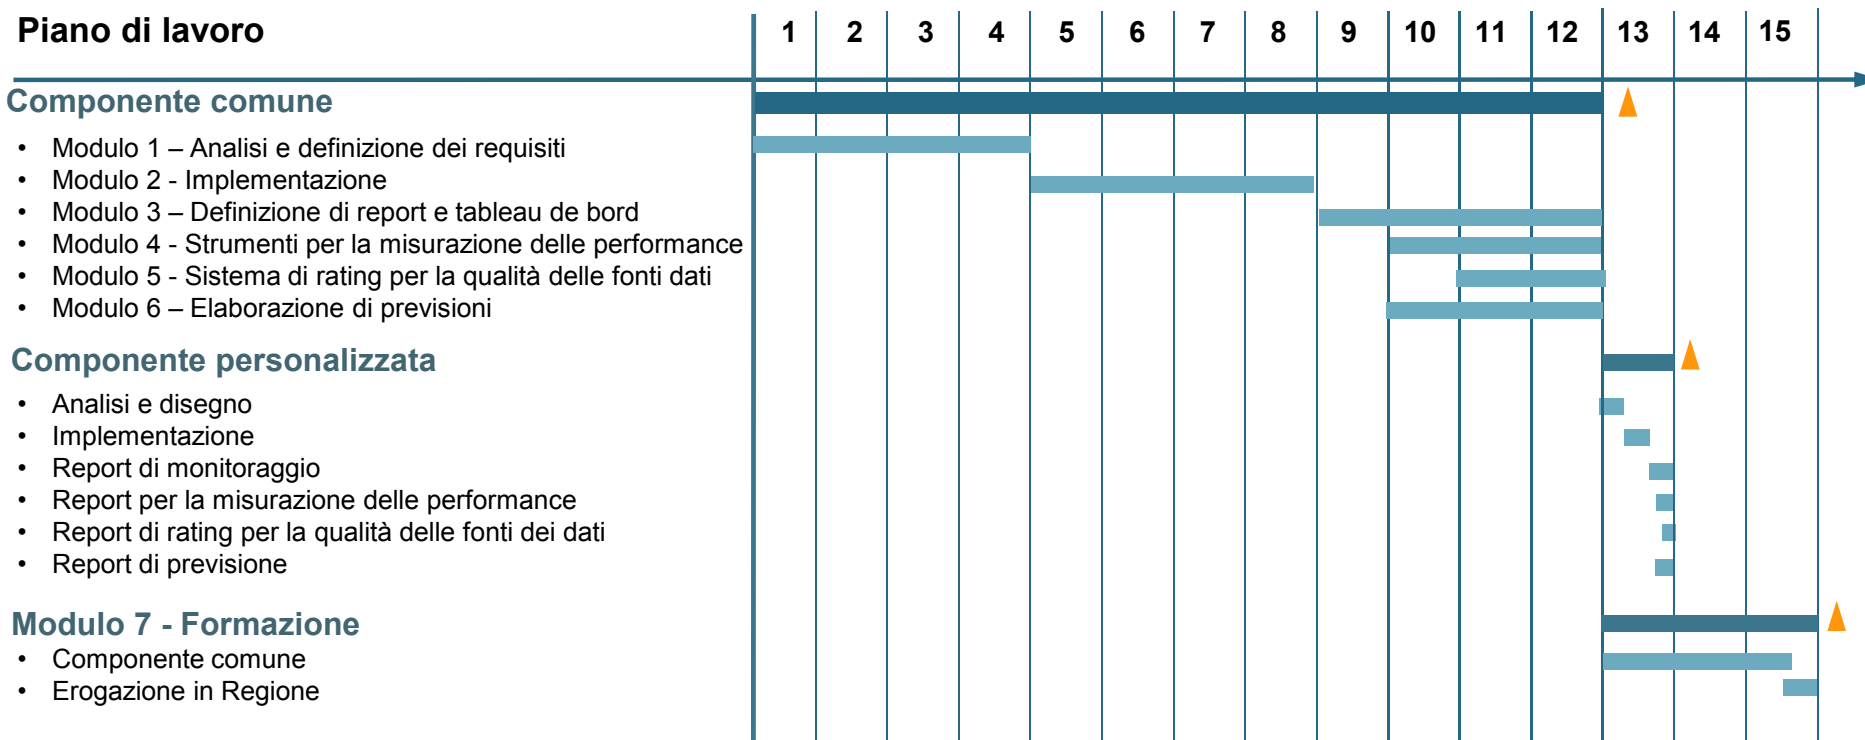 Piano di lavoro 1 2 3 4 5 6 7 8 9 10 11 12 13 14 15
Componente comune
• Modulo 1 – Analisi e definizione dei requisiti
• Modulo 2 - Implementazione
• Modulo 3 – Definizione di report e tableau de bord
• Modulo 4 - Strumenti per la misurazione delle performance
• Modulo 5 - Sistema di rating per la qualità delle fonti dati
• Modulo 6 – Elaborazione di previsioni
Componente personalizzata
• Analisi e disegno
• Implementazione
• Report di monitoraggio
• Report per la misurazione delle performance
• Report di rating per la qualità delle fonti dei dati
• Report di previsione
Modulo 7 - Formazione
• Componente comune
• Erogazione in Regione